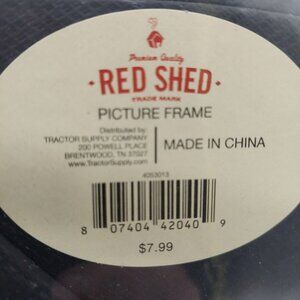 Premium Quality
• RED SHED •
TRADE MARK
PICTURE FRAME
Distributed by:
TRACTOR SUPPLY COMPANY
200 POWELL PLACE
BRENTWOOD, TN 37027
www.TractorSupply.com
MADE IN CHINA
4053013
8 07404 42040 9
$7.99